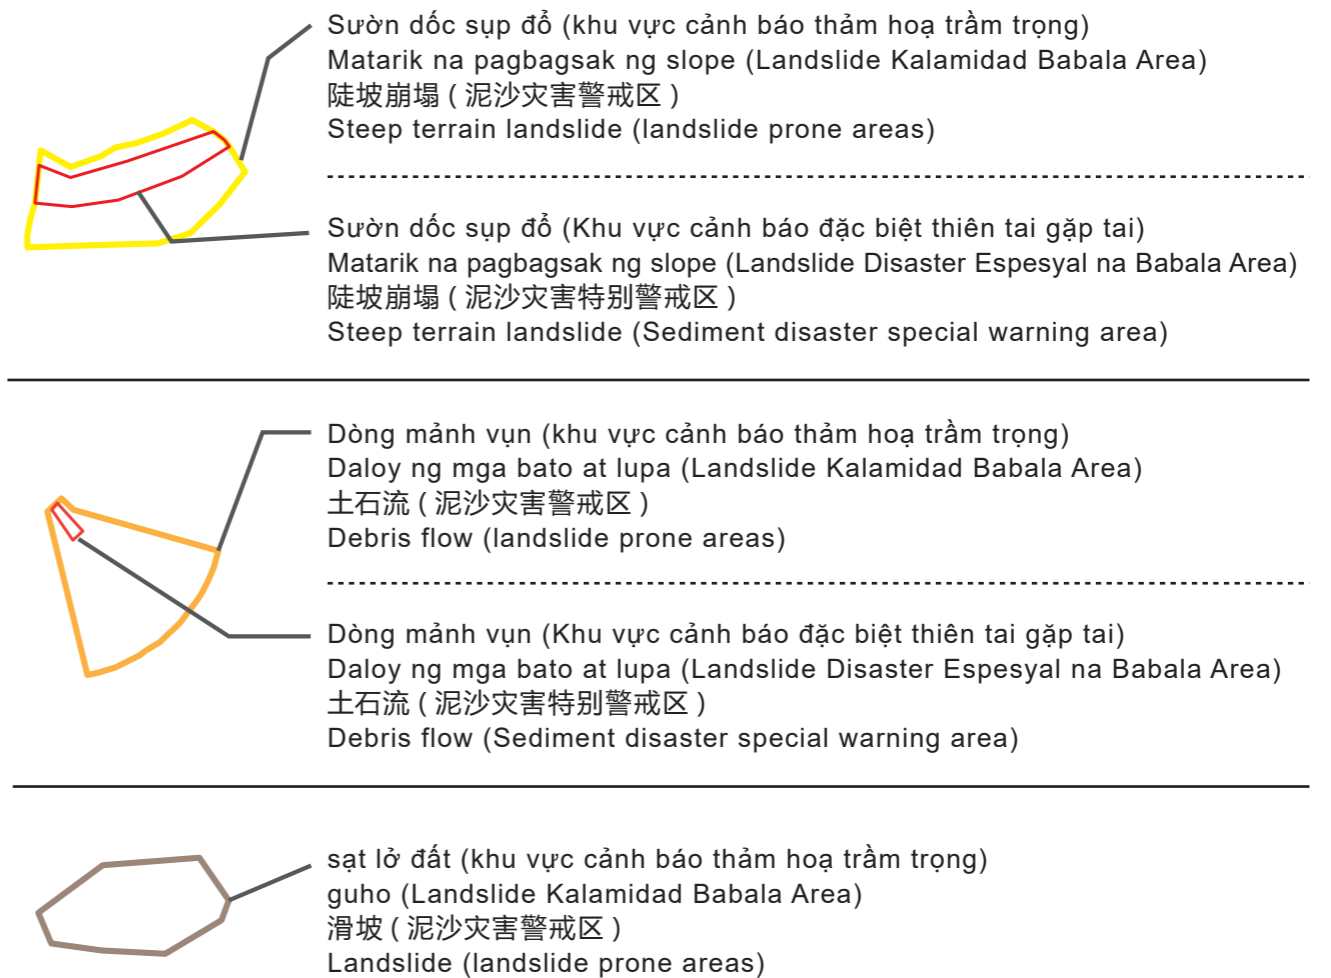 Sườn dốc sụp đổ (khu vực cảnh báo thảm hoạ trầm trọng)
Matarik na pagbagsak ng slope (Landslide Kalamidad Babala Area)
陡坡崩塌 ( 泥沙灾害警戒区 )
Steep terrain landslide (landslide prone areas)
Sườn dốc sụp đổ (Khu vực cảnh báo đặc biệt thiên tai gặp tai)
Matarik na pagbagsak ng slope (Landslide Disaster Espesyal na Babala Area)
陡坡崩塌 ( 泥沙灾害特别警戒区 )
Steep terrain landslide (Sediment disaster special warning area)
Dòng mảnh vụn (khu vực cảnh báo thảm hoạ trầm trọng)
Daloy ng mga bato at lupa (Landslide Kalamidad Babala Area)
土石流 ( 泥沙灾害警戒区 )
Debris flow (landslide prone areas)
Dòng mảnh vụn (Khu vực cảnh báo đặc biệt thiên tai gặp tai)
Daloy ng mga bato at lupa (Landslide Disaster Espesyal na Babala Area)
土石流 ( 泥沙灾害特别警戒区 )
Debris flow (Sediment disaster special warning area)
sạt lở đất (khu vực cảnh báo thảm hoạ trầm trọng)
guho (Landslide Kalamidad Babala Area)
滑坡 ( 泥沙灾害警戒区 )
Landslide (landslide prone areas)